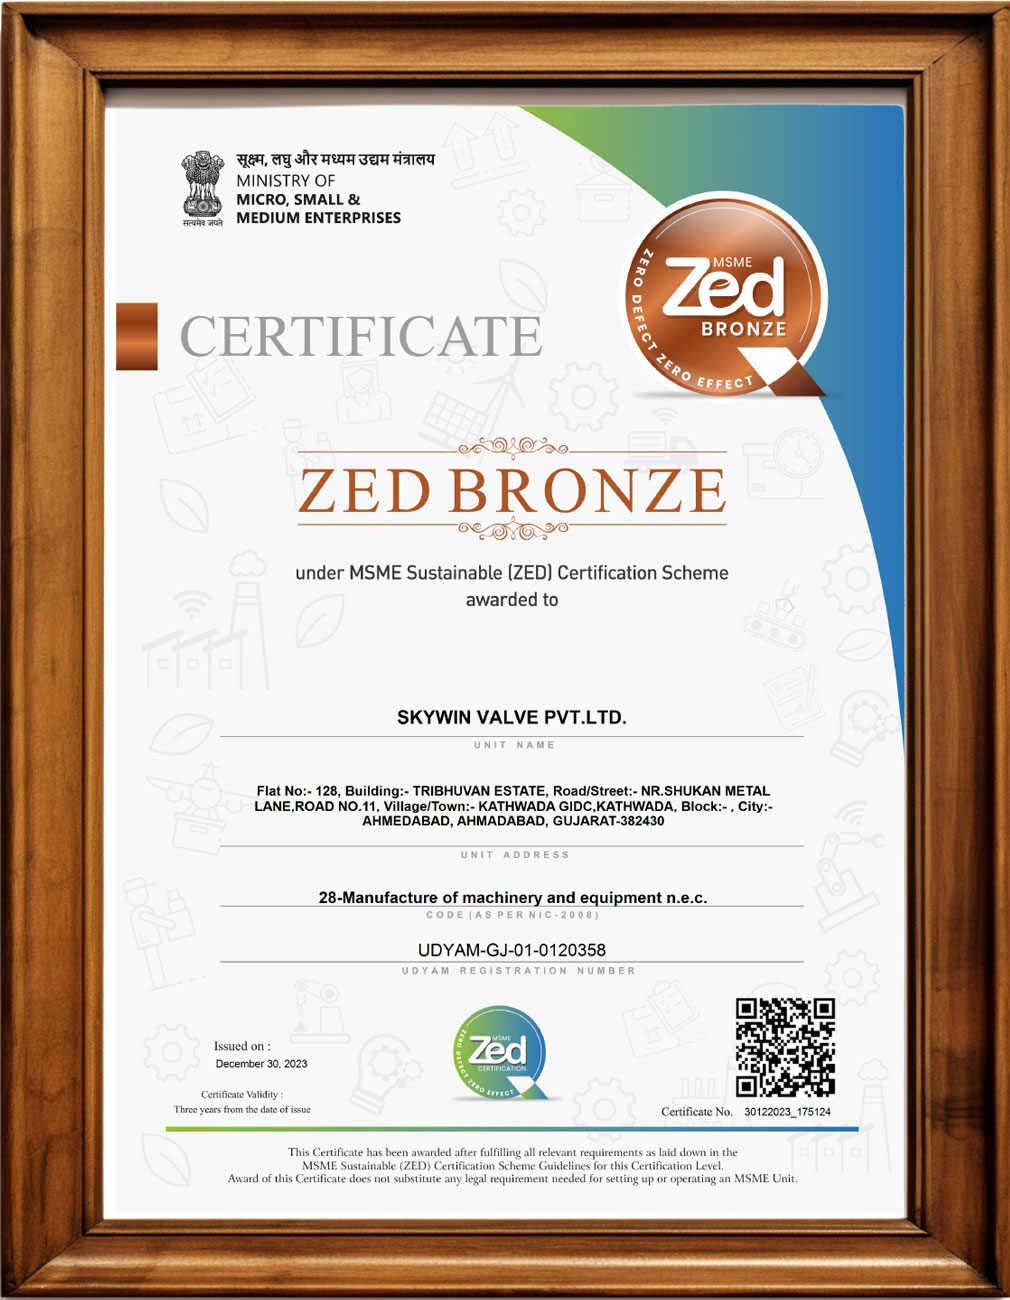 सूक्ष्म, लघु और मध्यम उद्यम मंत्रालय
MINISTRY OF
MICRO, SMALL &
MEDIUM ENTERPRISES
सत्यमेव जयते
MSME
Zed
BRONZE
ZERO DEFECT ZERO EFFECT
CERTIFICATE
ZED BRONZE
under MSME Sustainable (ZED) Certification Scheme
awarded to
SKYWIN VALVE PVT.LTD.
UNIT NAME
Flat No:- 128, Building:- TRIBHUVAN ESTATE, Road/Street:- NR.SHUKAN METAL
LANE,ROAD NO.11, Village/Town:- KATHWADA GIDC,KATHWADA, Block:- , City:-
AHMEDABAD, AHMADABAD, GUJARAT-382430
UNIT ADDRESS
28-Manufacture of machinery and equipment n.e.c.
CODE (AS PER NIC-2008)
UDYAM-GJ-01-0120358
UDYAM REGISTRATION NUMBER
Issued on :
December 30, 2023
Certificate Validity :
Three years from the date of issue
MSME
Zed
CERTIFICATION
ZERO DEFECT ZERO EFFECT
Certificate No. 30122023_175124
This Certificate has been awarded after fulfilling all relevant requirements as laid down in the
MSME Sustainable (ZED) Certification Scheme Guidelines for this Certification Level.
Award of this Certificate does not substitute any legal requirement needed for setting up or operating an MSME Unit.